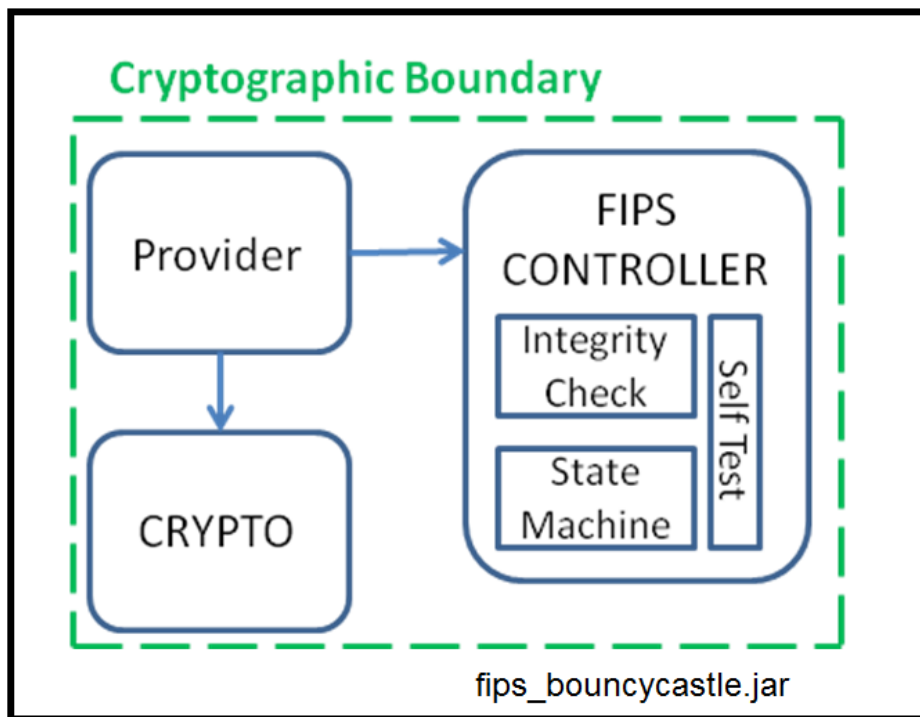 Cryptographic Boundary
Provider
FIPS
CONTROLLER
Integrity
Check
Self Test
State
Machine
CRYPTO
fips_bouncycastle.jar